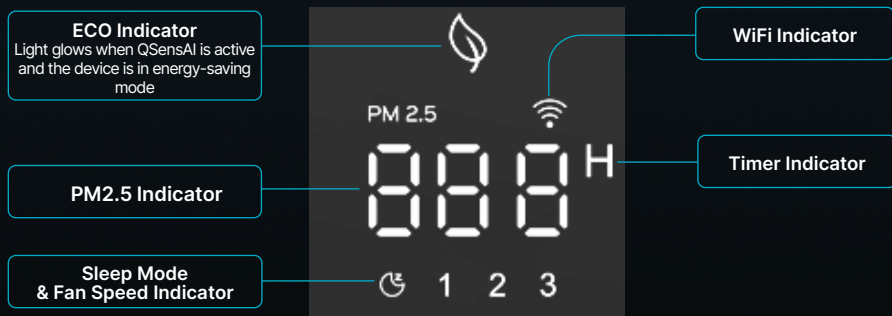 ECO Indicator
Light glows when QSensAI is active
and the device is in energy-saving
mode
WiFi Indicator
PM 2.5
888 H
Timer Indicator
PM2.5 Indicator
Sleep Mode
& Fan Speed Indicator
1 2 3